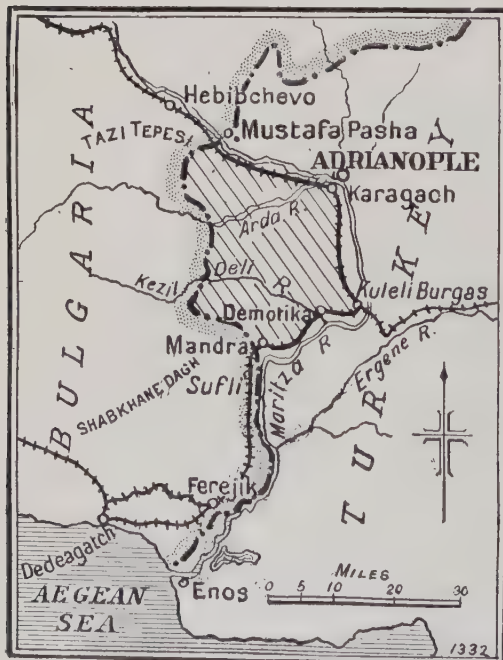 Hebibchevo
TAZI TEPESI
Mustafa Pasha
ADRIANOPLE
Karagach
Arda R.
BULGARIA
TURKEY
Kezil Deli R.
Kuleli Burgas
Demotika
Mandra
Maritza R
Ergene R.
Sufli
SHABKHANE DAGH
Ferejik
Dedeagatch
Enos
AEGEAN
SEA
MILES
0 5 10 20 30
1332